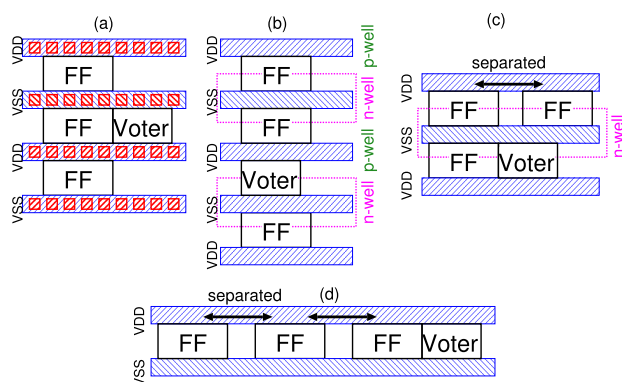 (a)
VDD
FF
VSS
FF Voter
VDD
FF
VSS
(b)
VDD
p-well
FF
VSS
n-well
FF
VDD
p-well
Voter
VSS
n-well
FF
VDD
(c)
separated
VDD
FF FF
VSS
n-well
FF Voter
VDD
separated (d)
VDD
FF FF FF Voter
VSS